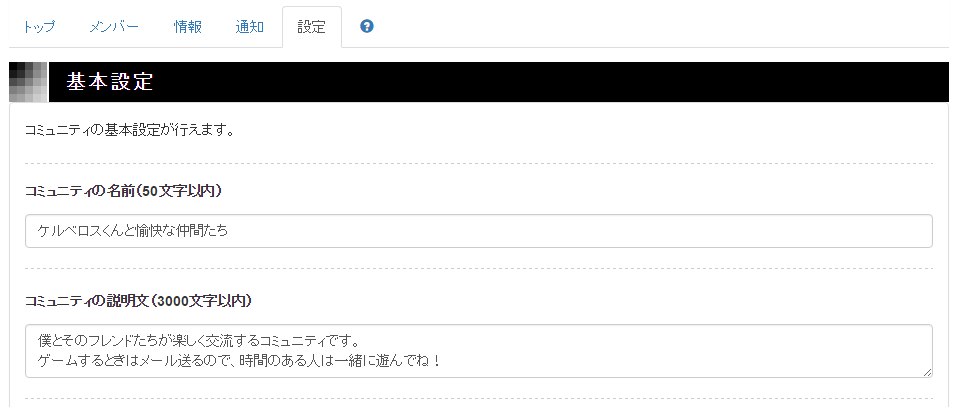 トップ メンバー 情報 通知 設定 ?
基本設定
コミュニティの基本設定が行えます。
コミュニティの名前(50文字以内)
ケルベロスくんと愉快な仲間たち
コミュニティの説明文(3000文字以内)
僕とそのフレンドたちが楽しく交流するコミュニティです。
ゲームするときはメール送るので、時間のある人は一緒に遊んでね！